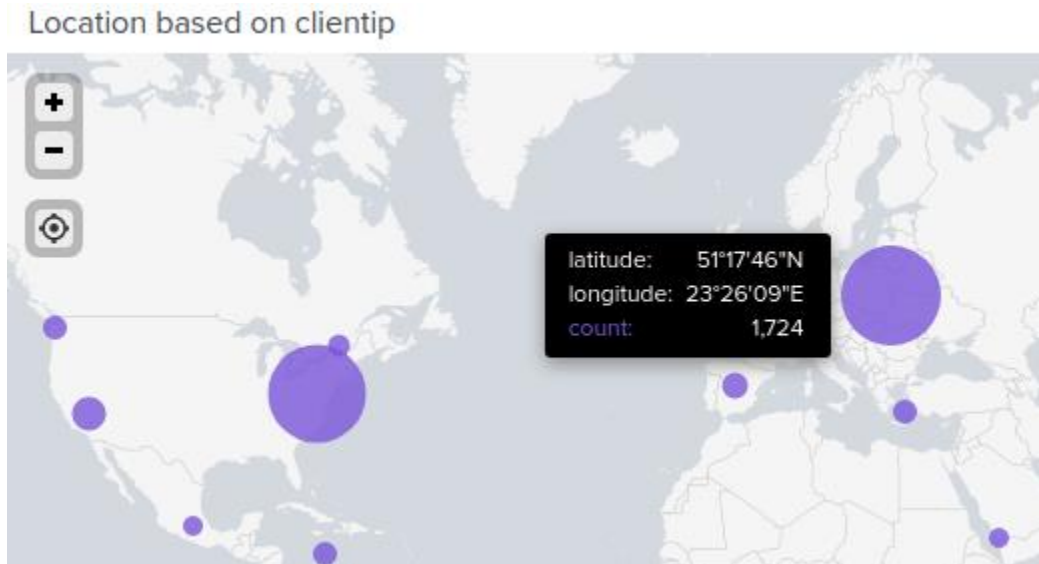 Location based on clientip
+
-
latitude: 51°17'46"N
longitude: 23°26'09"E
count: 1,724